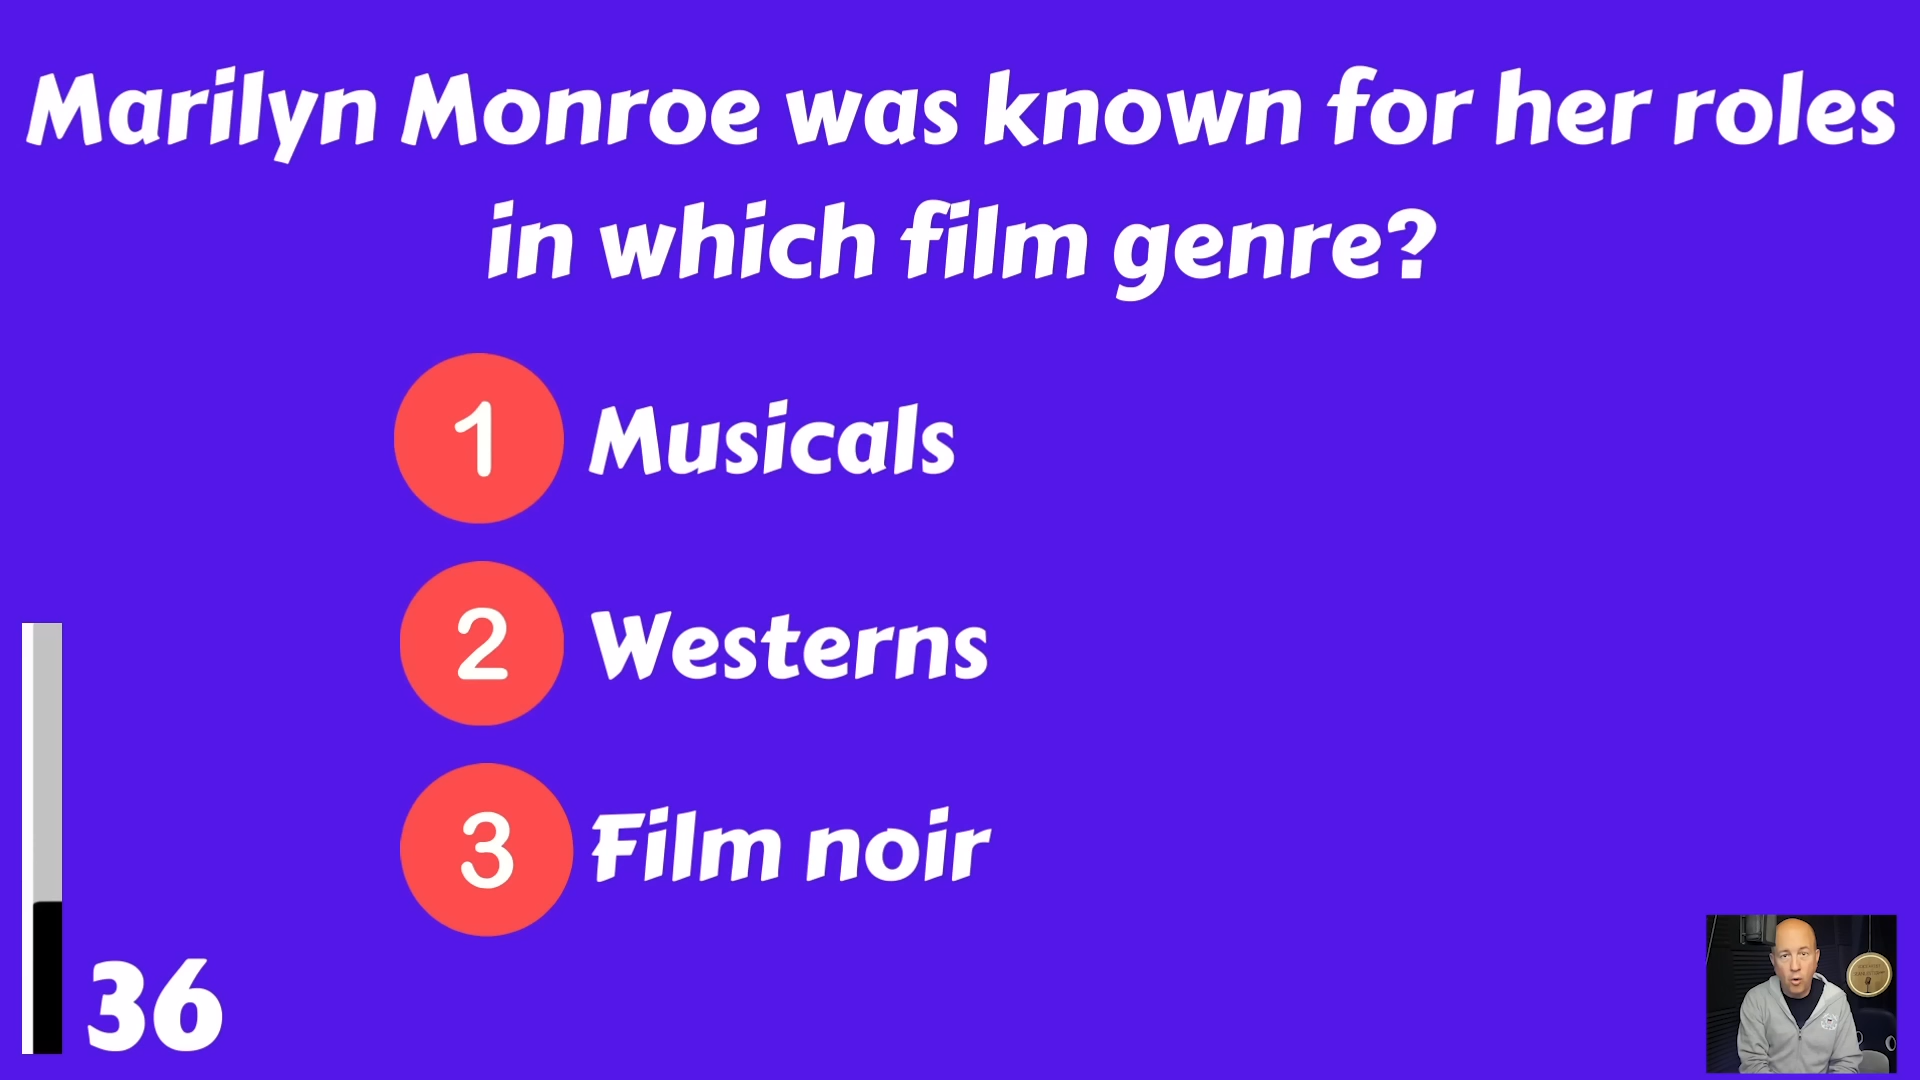 Marilyn Monroe was known for her roles
in which film genre?
1 Musicals
2 Westerns
3 Film noir
36